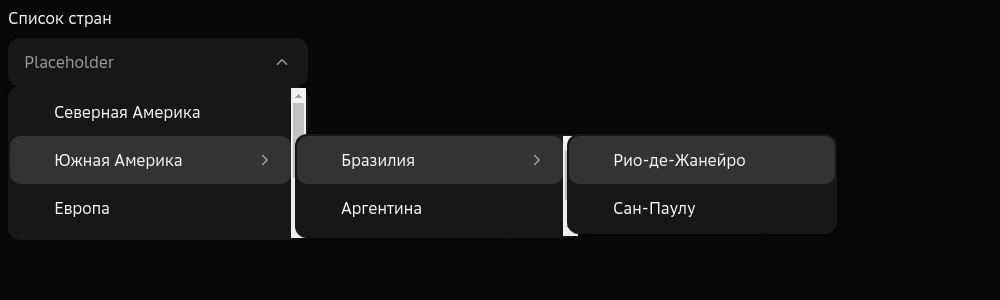 Список стран
Placeholder
Северная Америка
Южная Америка
Бразилия
Рио-де-Жанейро
Европа
Аргентина
Сан-Паулу